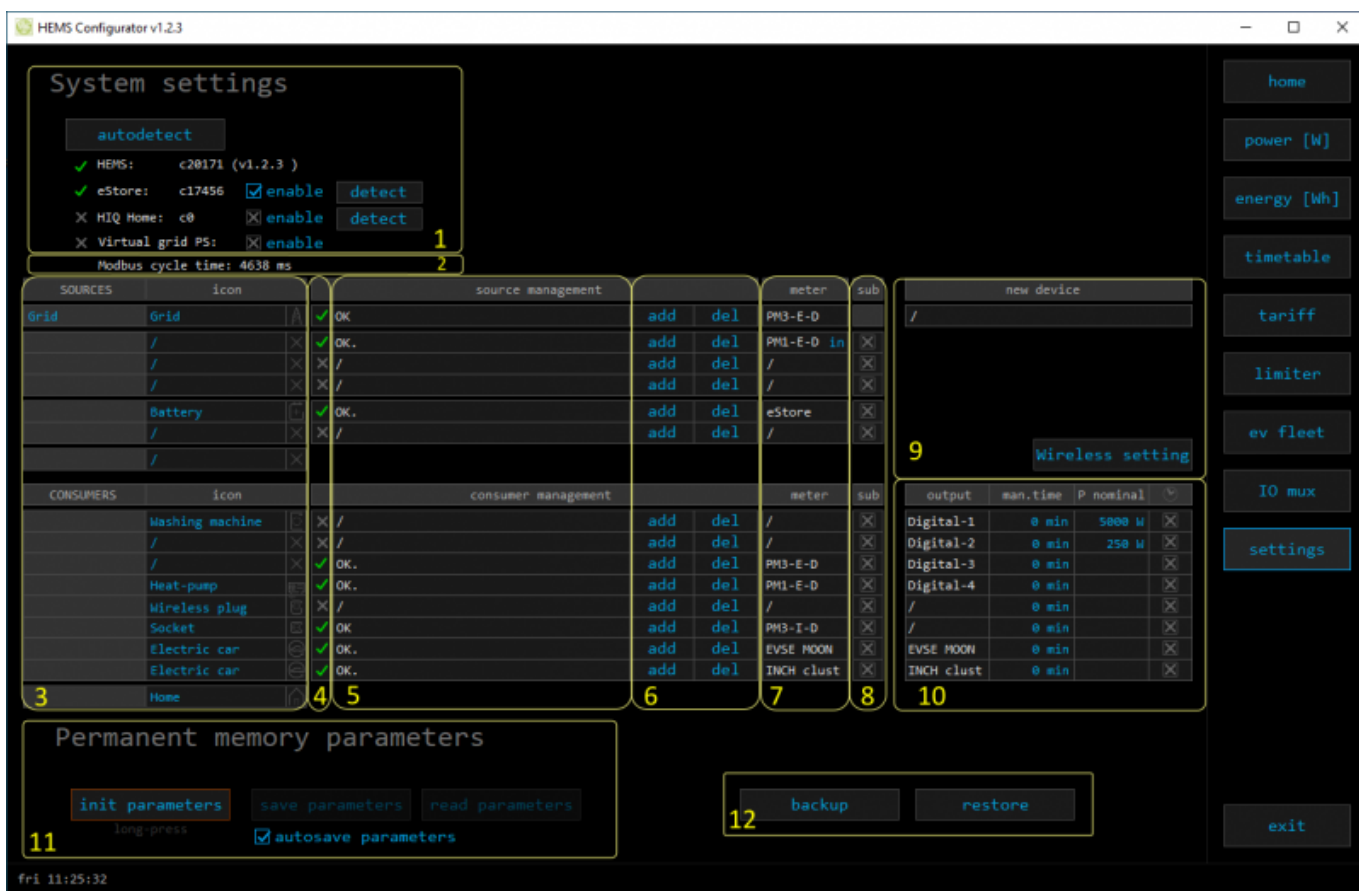 HEMS Configurator v1.2.3
System settings
autodetect
HEMS: c20171 (v1.2.3 )
eStore: c17456 enable detect
HIQ Home: c0 enable detect
Virtual grid PS: enable
1
Modbus cycle time: 4638 ms
2
SOURCES icon source management meter sub
Grid Grid OK add del PM3-E-D
/ OK. add del PM1-E-D in
/ / add del /
/ / add del /
Battery OK. add del eStore
/ / add del /
/
CONSUMERS icon consumer management meter sub
Washing machine / add del /
/ / add del /
/ OK. add del PM3-E-D
Heat-pump OK. add del PM1-E-D
Wireless plug / add del /
Socket OK add del PM3-I-D
Electric car OK. add del EVSE MOON
Electric car OK. add del INCH clust
Home
3 4 5 6 7 8
new device
/
9
Wireless setting
output man.time P nominal
Digital-1 0 min 5000 W
Digital-2 0 min 250 W
Digital-3 0 min
Digital-4 0 min
/ 0 min
/ 0 min
EVSE MOON 0 min
INCH clust 0 min
10
Permanent memory parameters
init parameters save parameters read parameters
long-press
autosave parameters
11
backup restore
12
home
power [W]
energy [Wh]
timetable
tariff
limiter
ev fleet
IO mux
settings
exit
fri 11:25:32